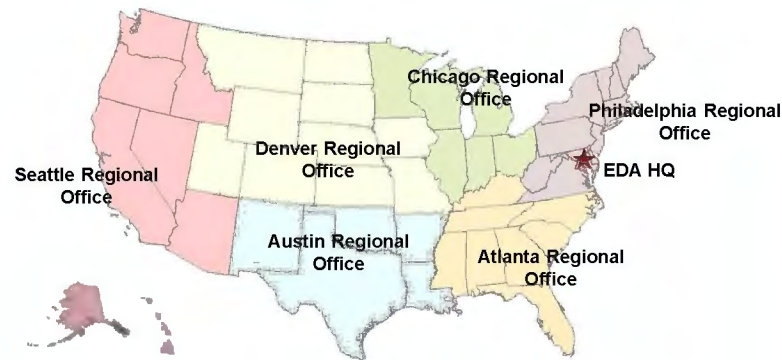 Chicago Regional
Office
Philadelphia Regional
Office
Denver Regional
Office
EDA HQ
Seattle Regional
Office
Austin Regional
Office
Atlanta Regional
Office